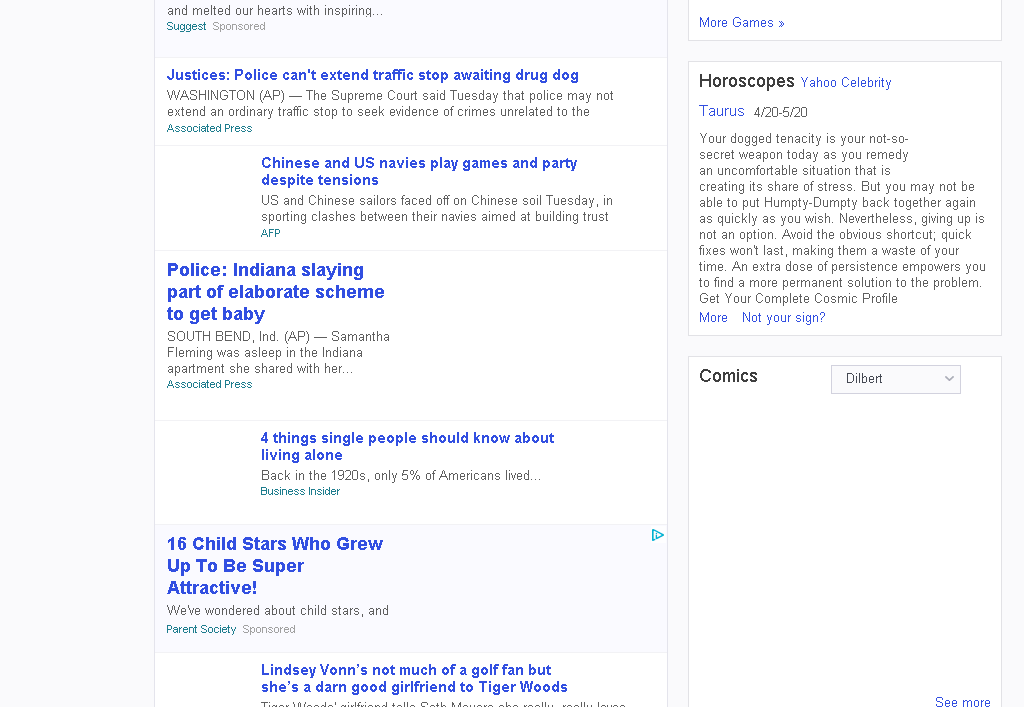 and melted our hearts with inspiring...
Suggest Sponsored
Justices: Police can't extend traffic stop awaiting drug dog
WASHINGTON (AP) — The Supreme Court said Tuesday that police may not
extend an ordinary traffic stop to seek evidence of crimes unrelated to the
Associated Press
Chinese and US navies play games and party
despite tensions
US and Chinese sailors faced off on Chinese soil Tuesday, in
sporting clashes between their navies aimed at building trust
AFP
Police: Indiana slaying
part of elaborate scheme
to get baby
SOUTH BEND, Ind. (AP) — Samantha
Fleming was asleep in the Indiana
apartment she shared with her...
Associated Press
4 things single people should know about
living alone
Back in the 1920s, only 5% of Americans lived...
Business Insider
16 Child Stars Who Grew
Up To Be Super
Attractive!
We've wondered about child stars, and
Parent Society Sponsored
Lindsey Vonn's not much of a golf fan but
she's a darn good girlfriend to Tiger Woods
Tiger Woods' girlfriend tells Seth Meyers she really, really loves
More Games »
Horoscopes Yahoo Celebrity
Taurus 4/20-5/20
Your dogged tenacity is your not-so-
secret weapon today as you remedy
an uncomfortable situation that is
creating its share of stress. But you may not be
able to put Humpty-Dumpty back together again
as quickly as you wish. Nevertheless, giving up is
not an option. Avoid the obvious shortcut; quick
fixes won't last, making them a waste of your
time. An extra dose of persistence empowers you
to find a more permanent solution to the problem.
Get Your Complete Cosmic Profile
More Not your sign?
Comics Dilbert
See more